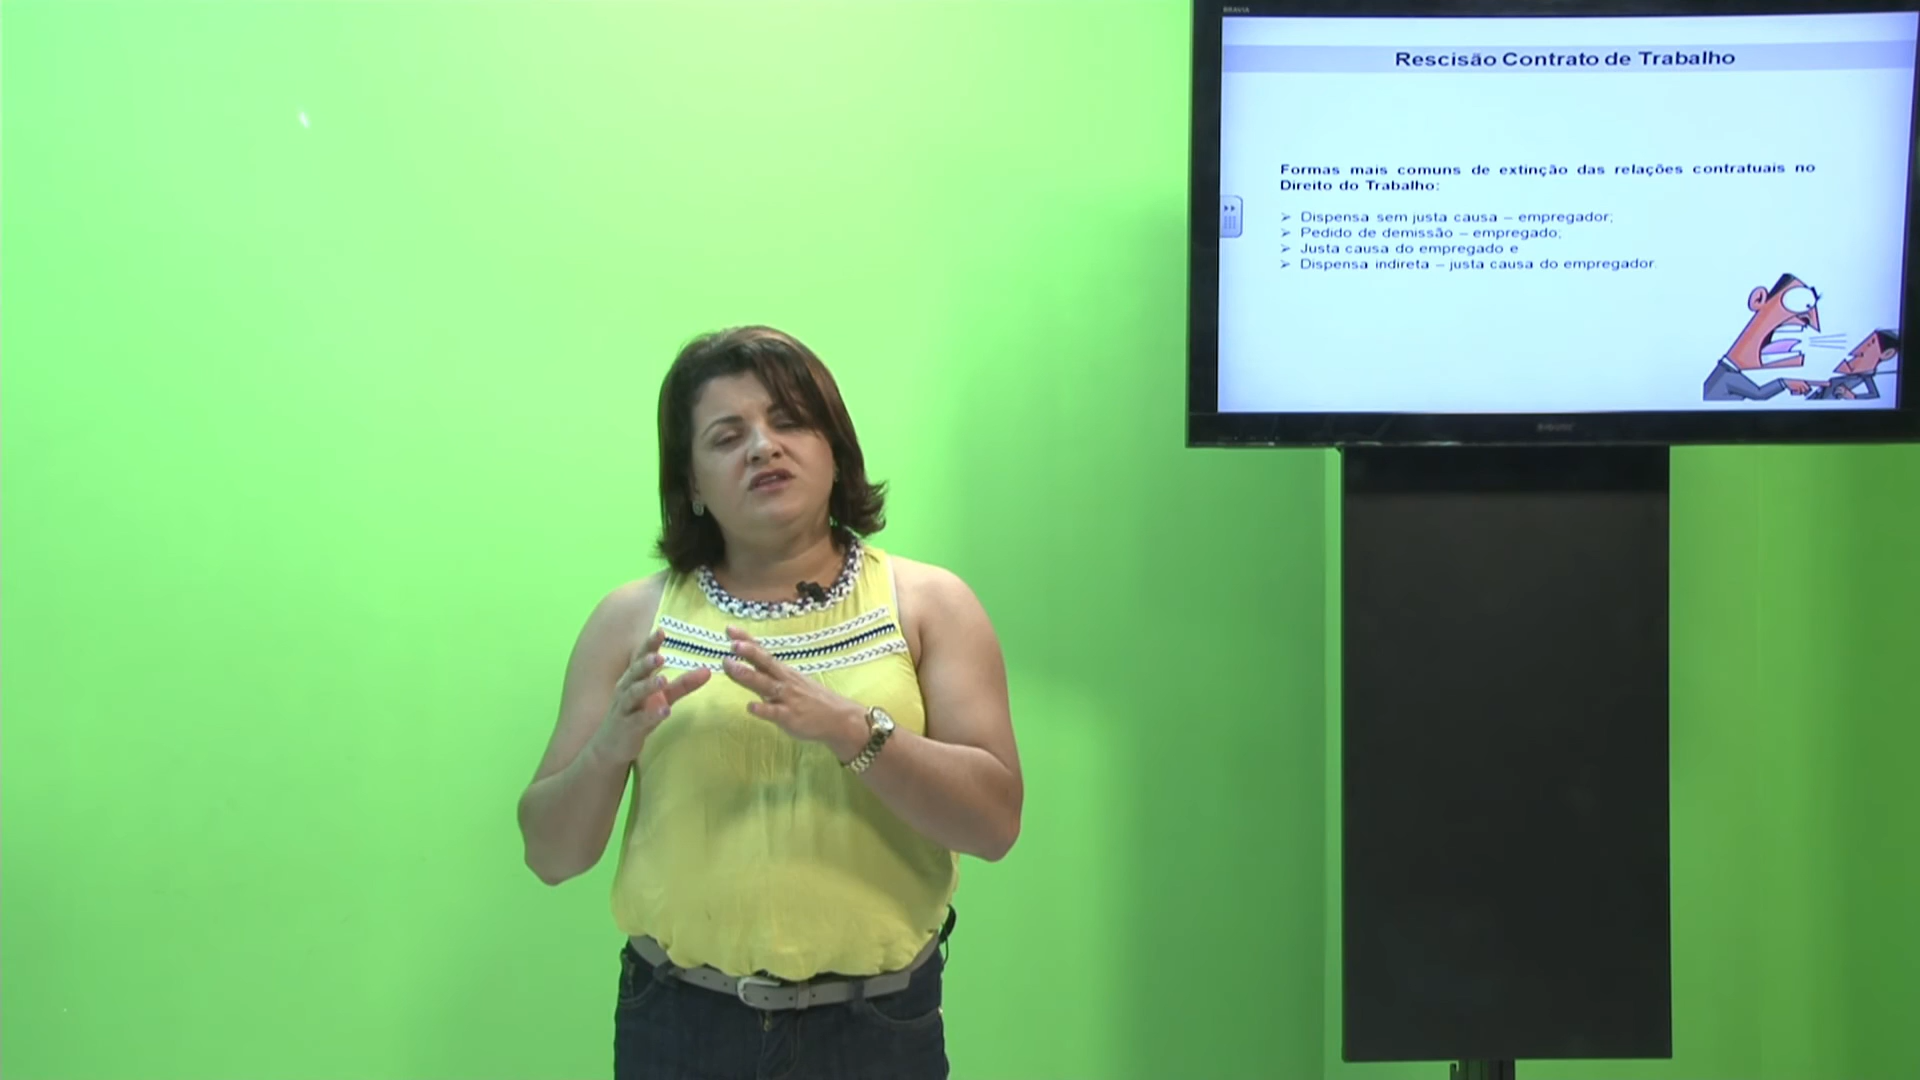 BRAVIA
Rescisão Contrato de Trabalho
Formas mais comuns de extinção das relações contratuais no
Direito do Trabalho:
➢ Dispensa sem justa causa – empregador;
➢ Pedido de demissão – empregado;
➢ Justa causa do empregado e
➢ Dispensa indireta – justa causa do empregador.